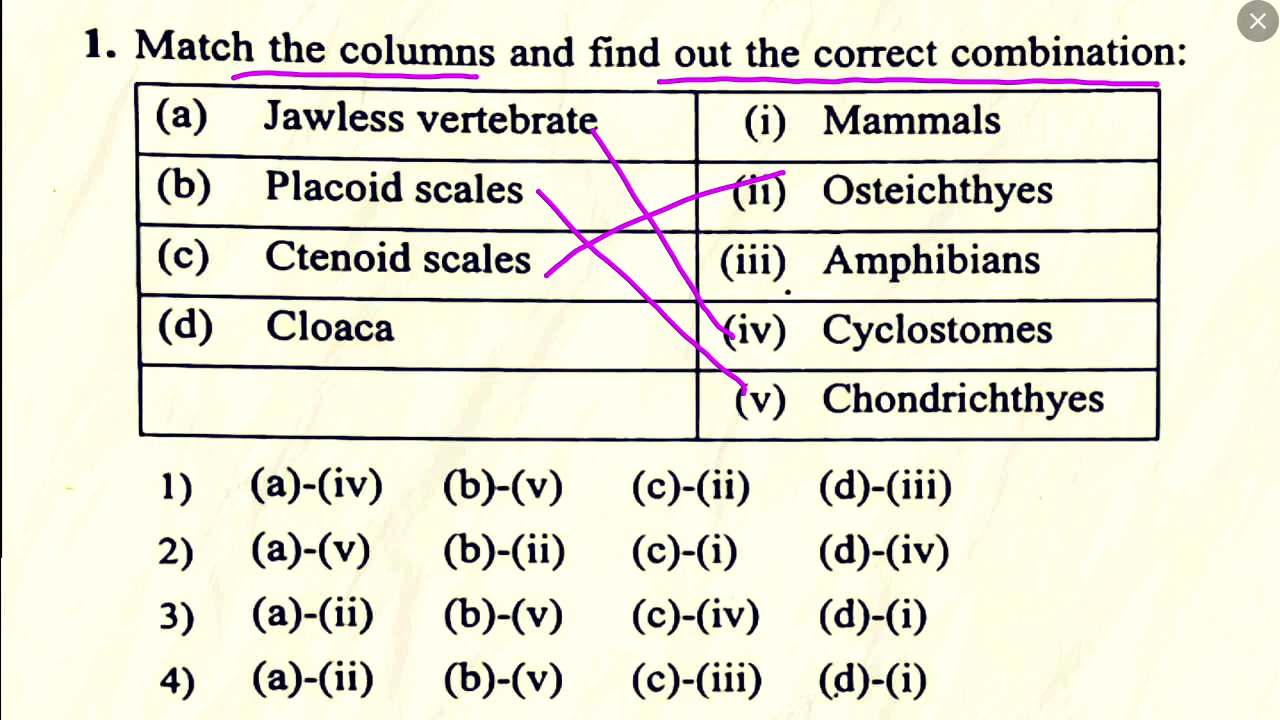 1. Match the columns and find out the correct combination:
(a) Jawless vertebrate (i) Mammals
(b) Placoid scales (ii) Osteichthyes
(c) Ctenoid scales (iii) Amphibians
(d) Cloaca (iv) Cyclostomes
(v) Chondrichthyes
1) (a)-(iv) (b)-(v) (c)-(ii) (d)-(iii)
2) (a)-(v) (b)-(ii) (c)-(i) (d)-(iv)
3) (a)-(ii) (b)-(v) (c)-(iv) (d)-(i)
4) (a)-(ii) (b)-(v) (c)-(iii) (d)-(i)